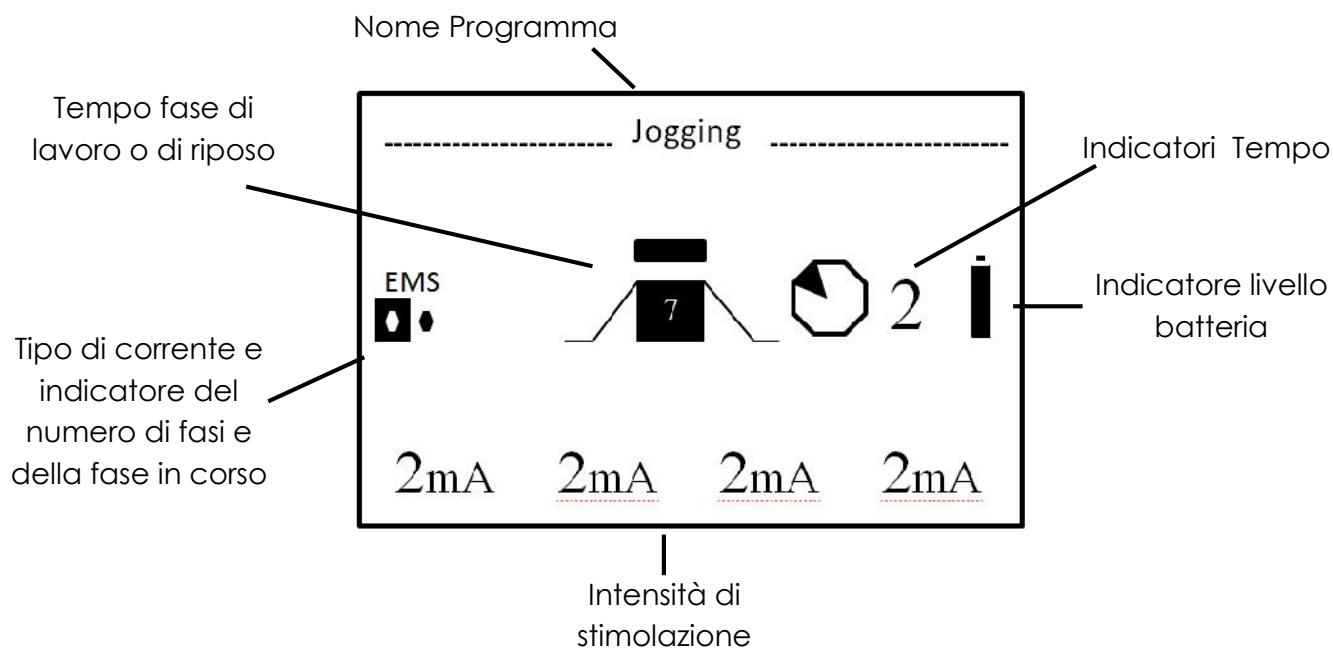 Nome Programma
Tempo fase di
lavoro o di riposo
Jogging
Indicatori Tempo
EMS
7
2
Indicatore livello
batteria
Tipo di corrente e
indicatore del
numero di fasi e
della fase in corso
2mA 2mA 2mA 2mA
Intensità di
stimolazione